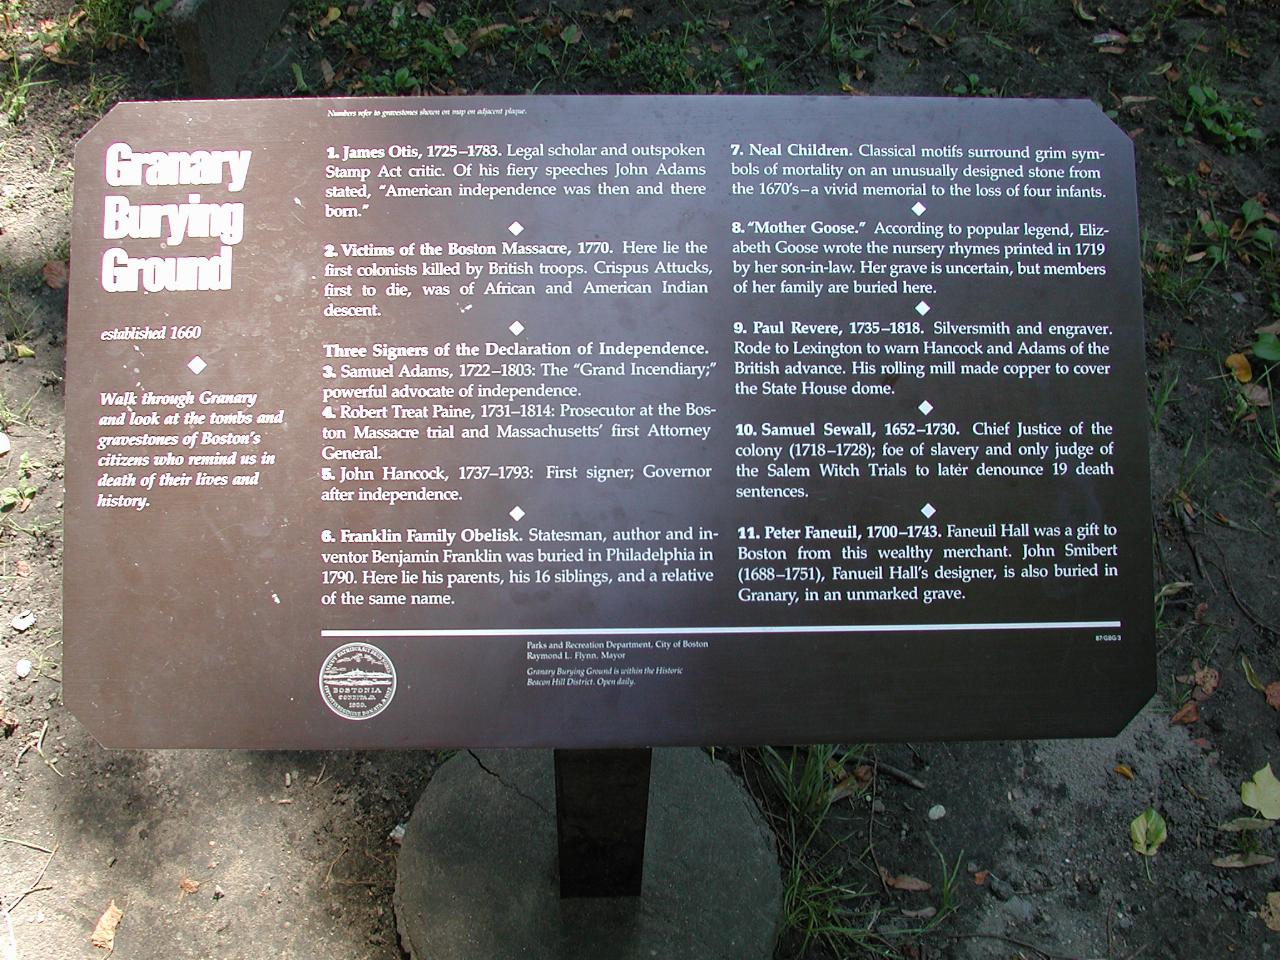 Numbers refer to gravestones shown on map on adjacent plaque.
Granary
Burying
Ground
established 1660
Walk through Granary
and look at the tombs and
gravestones of Boston's
citizens who remind us in
death of their lives and
history.
1. James Otis, 1725–1783. Legal scholar and outspoken
Stamp Act critic. Of his fiery speeches John Adams
stated, “American independence was then and there
born.”
2. Victims of the Boston Massacre, 1770. Here lie the
first colonists killed by British troops. Crispus Attucks,
first to die, was of African and American Indian
descent.
Three Signers of the Declaration of Independence.
3. Samuel Adams, 1722–1803: The “Grand Incendiary;”
powerful advocate of independence.
4. Robert Treat Paine, 1731–1814: Prosecutor at the Bos-
ton Massacre trial and Massachusetts' first Attorney
General.
5. John Hancock, 1737–1793: First signer; Governor
after independence.
6. Franklin Family Obelisk. Statesman, author and in-
ventor Benjamin Franklin was buried in Philadelphia in
1790. Here lie his parents, his 16 siblings, and a relative
of the same name.
7. Neal Children. Classical motifs surround grim sym-
bols of mortality on an unusually designed stone from
the 1670's–a vivid memorial to the loss of four infants.
8. “Mother Goose.” According to popular legend, Eliz-
abeth Goose wrote the nursery rhymes printed in 1719
by her son-in-law. Her grave is uncertain, but members
of her family are buried here.
9. Paul Revere, 1735–1818. Silversmith and engraver.
Rode to Lexington to warn Hancock and Adams of the
British advance. His rolling mill made copper to cover
the State House dome.
10. Samuel Sewall, 1652–1730. Chief Justice of the
colony (1718–1728); foe of slavery and only judge of
the Salem Witch Trials to later denounce 19 death
sentences.
11. Peter Faneuil, 1700–1743. Faneuil Hall was a gift to
Boston from this wealthy merchant. John Smibert
(1688–1751), Fanueil Hall's designer, is also buried in
Granary, in an unmarked grave.
BOSTONIA
CONDITA A.D.
1630.
Parks and Recreation Department, City of Boston
Raymond L. Flynn, Mayor
Granary Burying Ground is within the Historic
Beacon Hill District. Open daily.
87/GBG/3